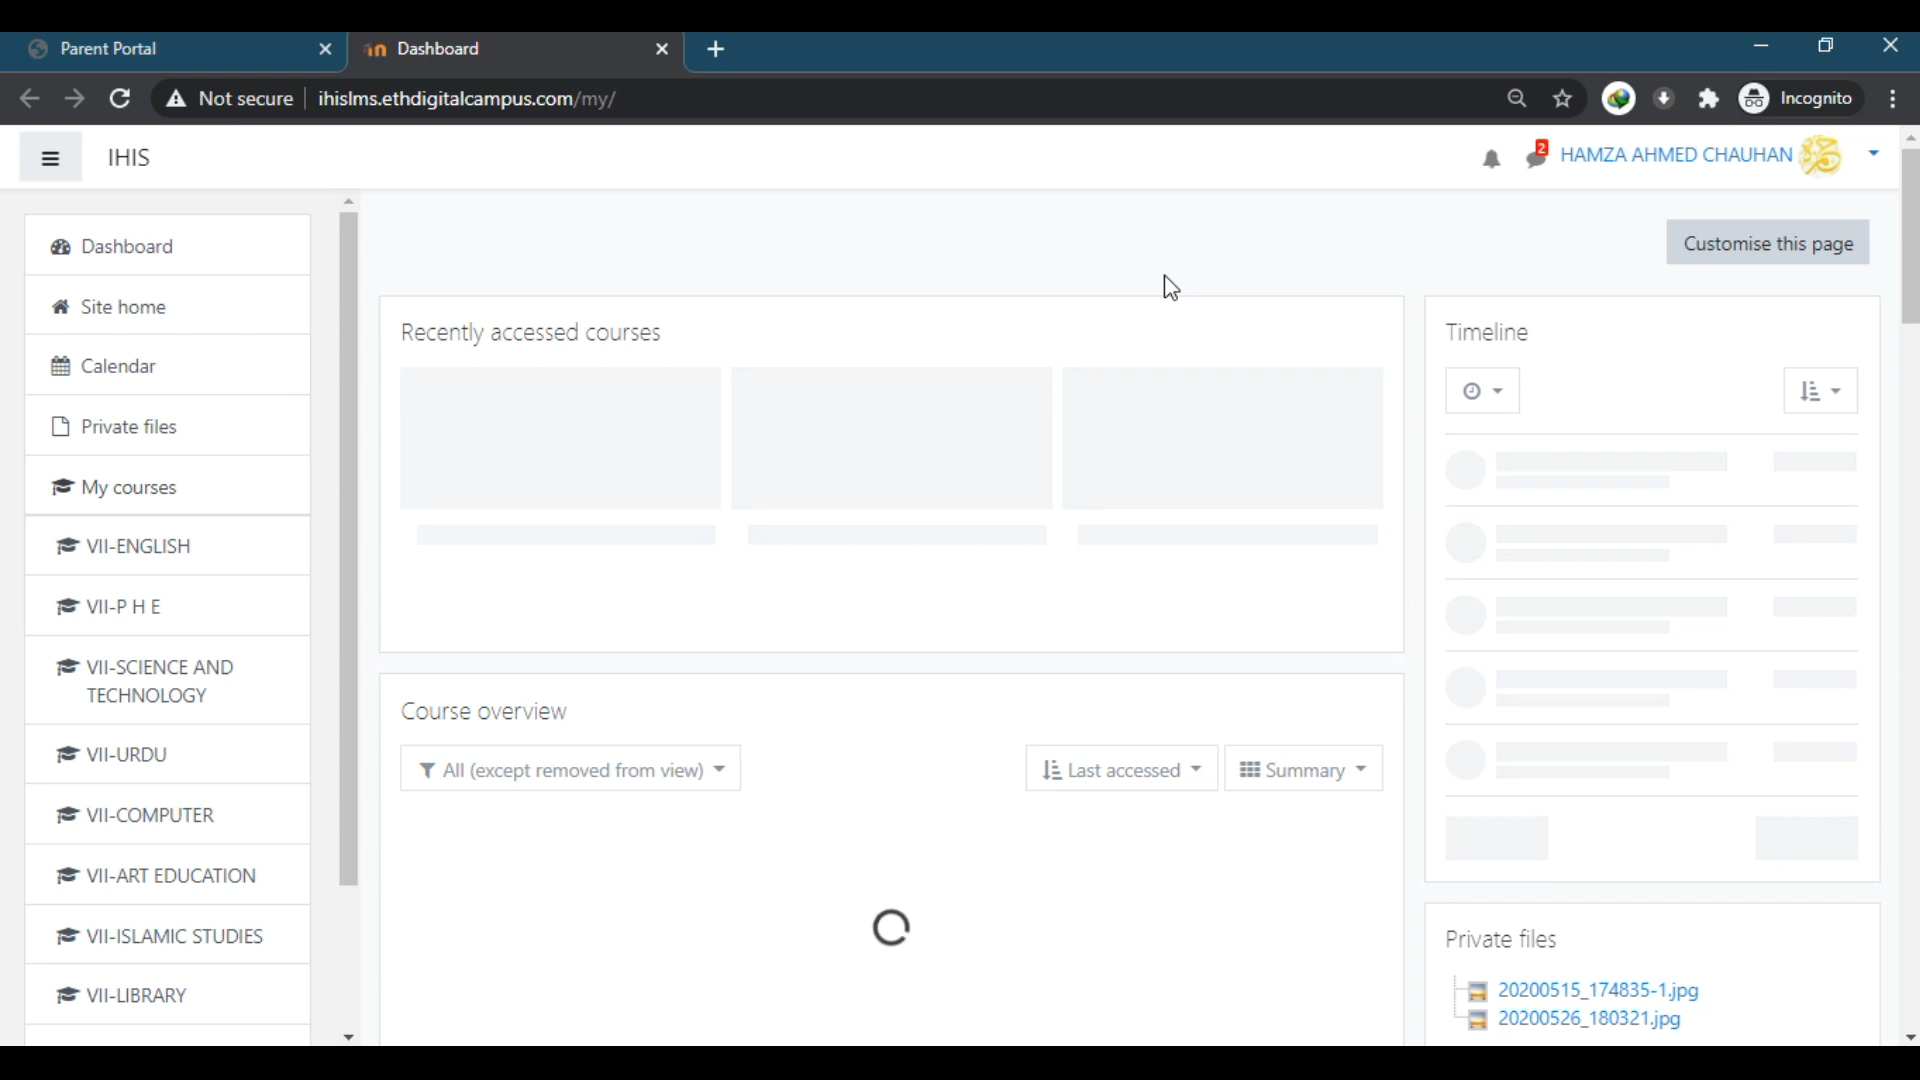 Parent Portal
Dashboard
Not secure
ihislms.ethdigitalcampus.com/my/
Incognito
IHIS
2
HAMZA AHMED CHAUHAN
Customise this page
Dashboard
Site home
Calendar
Private files
My courses
VII-ENGLISH
VII-P H E
VII-SCIENCE AND
TECHNOLOGY
VII-URDU
VII-COMPUTER
VII-ART EDUCATION
VII-ISLAMIC STUDIES
VII-LIBRARY
Recently accessed courses
Course overview
All (except removed from view)
Last accessed
Summary
Timeline
Private files
20200515_174835-1.jpg
20200526_180321.jpg